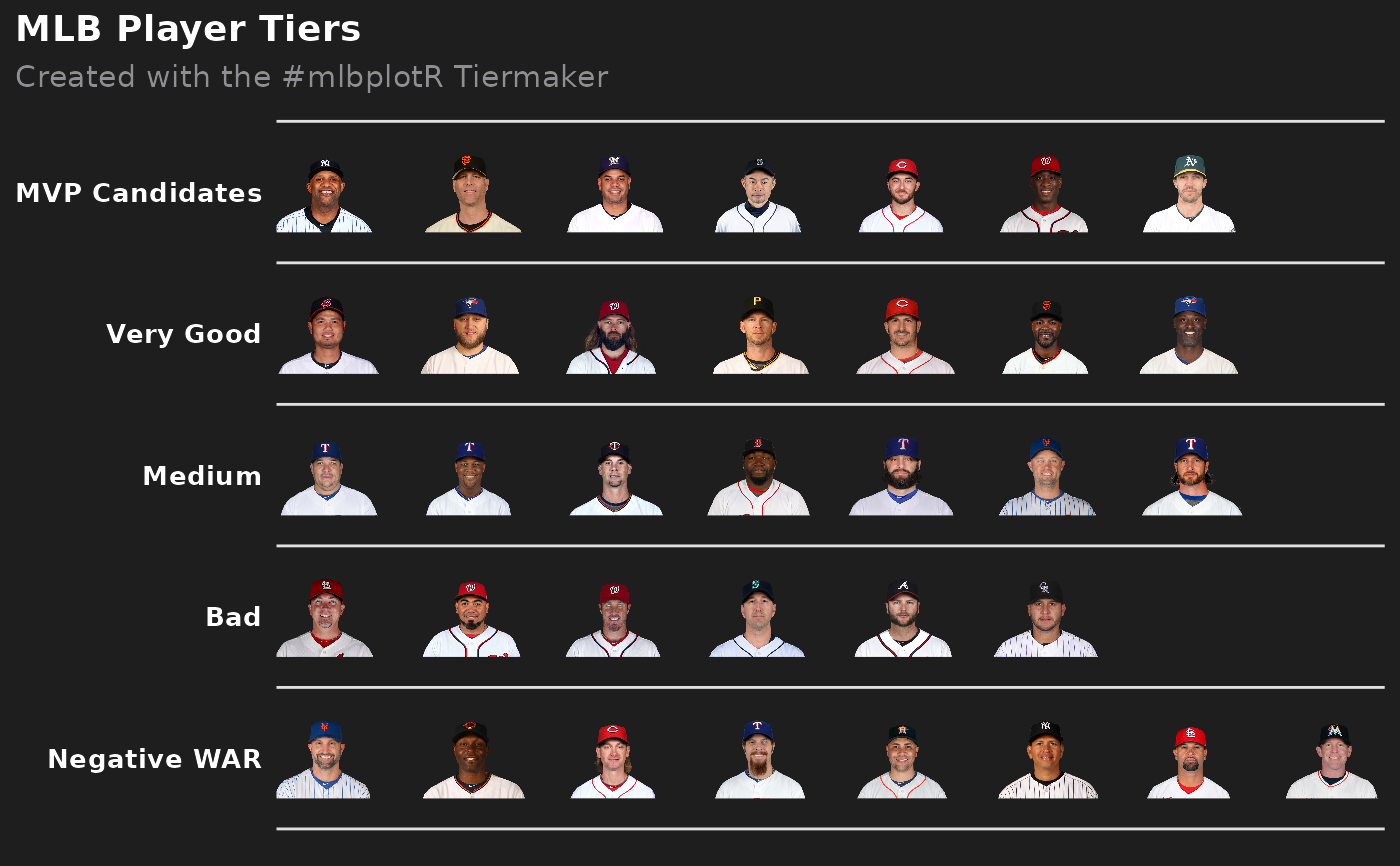 MLB Player Tiers
Created with the #mlbplotR Tiermaker
MVP Candidates
Very Good
Medium
Bad
Negative WAR